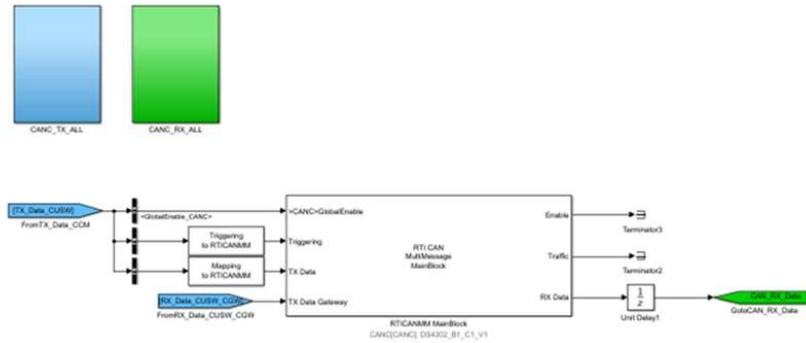 CANC_TX_ALL
CANC_RX_ALL
[TX_Data_CUSW]
FromTX_Data_COM
<GlobalEnable_CANC>
Triggering
to RTICANMM
Mapping
to RTICANMM
[RX_Data_CUSW_CGW]
FromRX_Data_CUSW_CGW
>CANC>GlobalEnable
Triggering
TX Data
TX Data Gateway
RTI CAN
MultiMessage
MainBlock
Enable
Traffic
RX Data
RTICANMM MainBlock
CANC[CANC] DS4302_B1_C1_V1
Terminator3
Terminator2
1
z
Unit Delay1
CAN_RX_Data
GotoCAN_RX_Data